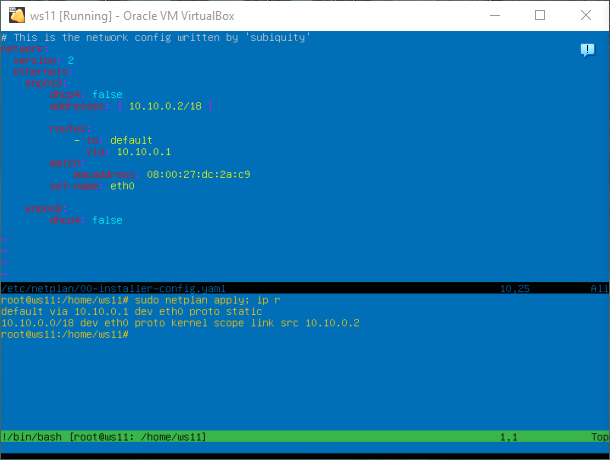 ws11 [Running] - Oracle VM VirtualBox
# This is the network config written by 'subiquity'
network:
version: 2
ethernets:
dhcp4: false
addresses: [ 10.10.0.2/18 ]
routes:
- to: default
via: 10.10.0.1
match:
macaddress: 08:00:27:dc:2a:c9
set-name: eth0
dhcp4: false
~
~
~
~
/etc/netplan/00-installer-config.yaml 10,25 All
root@ws11:/home/ws11# sudo netplan apply; ip r
default via 10.10.0.1 dev eth0 proto static
10.10.0.0/18 dev eth0 proto kernel scope link src 10.10.0.2
root@ws11:/home/ws11#
!/bin/bash [root@ws11: /home/ws11] 1,1 Top